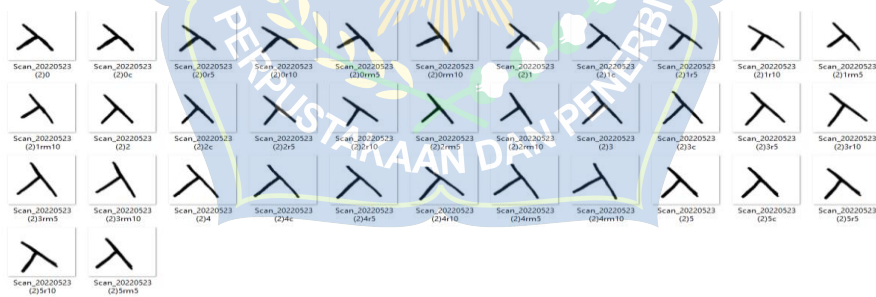 Scan_20220523
(2)0
Scan_20220523
(2)0c
Scan_20220523
(2)0r5
Scan_20220523
(2)0r10
Scan_20220523
(2)0rm5
Scan_20220523
(2)0rm10
Scan_20220523
(2)1
Scan_20220523
(2)1c
Scan_20220523
(2)1r5
Scan_20220523
(2)1r10
Scan_20220523
(2)1rm5
Scan_20220523
(2)1rm10
Scan_20220523
(2)2
Scan_20220523
(2)2c
Scan_20220523
(2)2r5
Scan_20220523
(2)2r10
Scan_20220523
(2)2rm5
Scan_20220523
(2)2rm10
Scan_20220523
(2)3
Scan_20220523
(2)3c
Scan_20220523
(2)3r5
Scan_20220523
(2)3r10
Scan_20220523
(2)3rm5
Scan_20220523
(2)3rm10
Scan_20220523
(2)4
Scan_20220523
(2)4c
Scan_20220523
(2)4r5
Scan_20220523
(2)4r10
Scan_20220523
(2)4rm5
Scan_20220523
(2)4rm10
Scan_20220523
(2)5
Scan_20220523
(2)5c
Scan_20220523
(2)5r5
Scan_20220523
(2)5r10
Scan_20220523
(2)5rm5
PERPUSTAKAAN DAN PENERBI